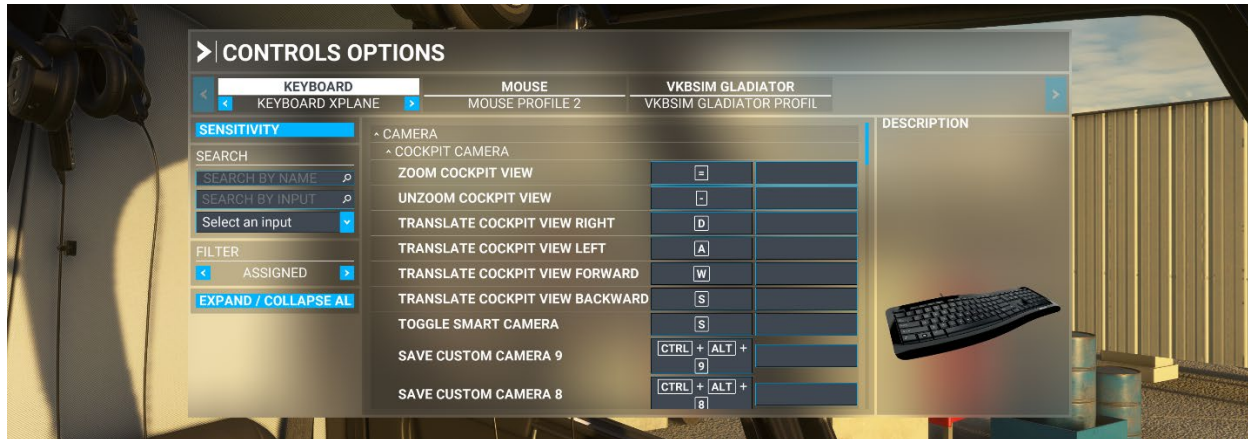 CONTROLS OPTIONS
KEYBOARD
KEYBOARD XPLANE
MOUSE
MOUSE PROFILE 2
VKBSIM GLADIATOR
VKBSIM GLADIATOR PROFIL
SENSITIVITY
SEARCH
SEARCH BY NAME
SEARCH BY INPUT
Select an input
FILTER
ASSIGNED
EXPAND / COLLAPSE AL
CAMERA
COCKPIT CAMERA
ZOOM COCKPIT VIEW =
UNZOOM COCKPIT VIEW -
TRANSLATE COCKPIT VIEW RIGHT D
TRANSLATE COCKPIT VIEW LEFT A
TRANSLATE COCKPIT VIEW FORWARD W
TRANSLATE COCKPIT VIEW BACKWARD S
TOGGLE SMART CAMERA S
SAVE CUSTOM CAMERA 9 CTRL + ALT + 9
SAVE CUSTOM CAMERA 8 CTRL + ALT + 8
DESCRIPTION